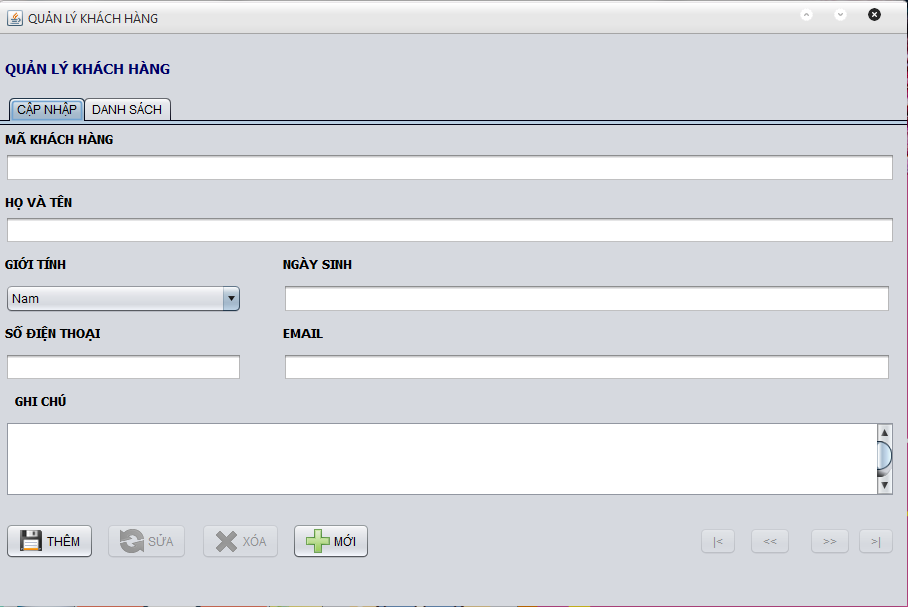 QUẢN LÝ KHÁCH HÀNG
QUẢN LÝ KHÁCH HÀNG
CẬP NHẬP DANH SÁCH
MÃ KHÁCH HÀNG
HỌ VÀ TÊN
GIỚI TÍNH NGÀY SINH
Nam
SỐ ĐIỆN THOẠI EMAIL
GHI CHÚ
THÊM SỬA XÓA MỚI |< << >> >|